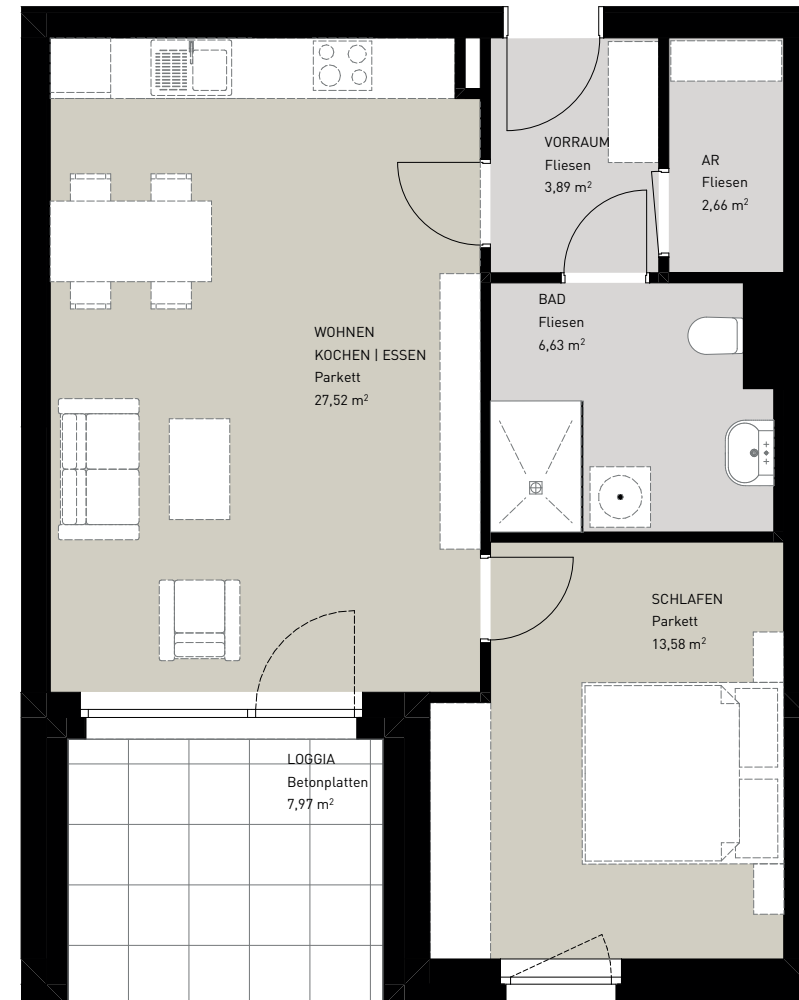 VORRAUM
Fliesen
3,89 m²
AR
Fliesen
2,66 m²
BAD
Fliesen
6,63 m²
WOHNEN
KOCHEN | ESSEN
Parkett
27,52 m²
SCHLAFEN
Parkett
13,58 m²
LOGGIA
Betonplatten
7,97 m²